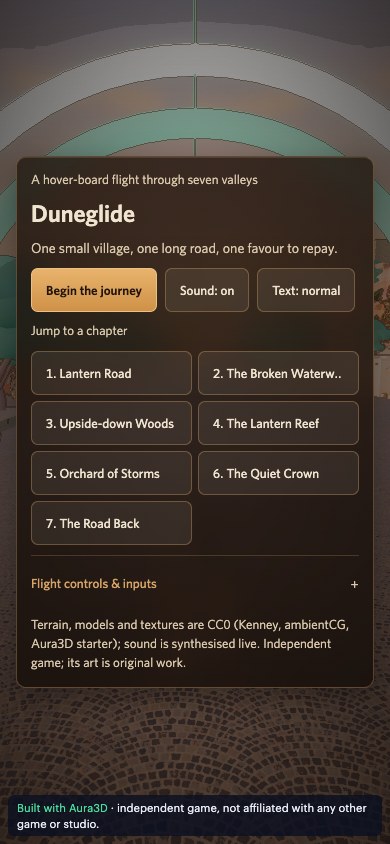 A hover-board flight through seven valleys
Duneglide
One small village, one long road, one favour to repay.
Begin the journey
Sound: on
Text: normal
Jump to a chapter
1. Lantern Road
2. The Broken Waterw..
3. Upside-down Woods
4. The Lantern Reef
5. Orchard of Storms
6. The Quiet Crown
7. The Road Back
Flight controls & inputs +
Terrain, models and textures are CC0 (Kenney, ambientCG,
Aura3D starter); sound is synthesised live. Independent
game; its art is original work.
Built with Aura3D · independent game, not affiliated with any other
game or studio.